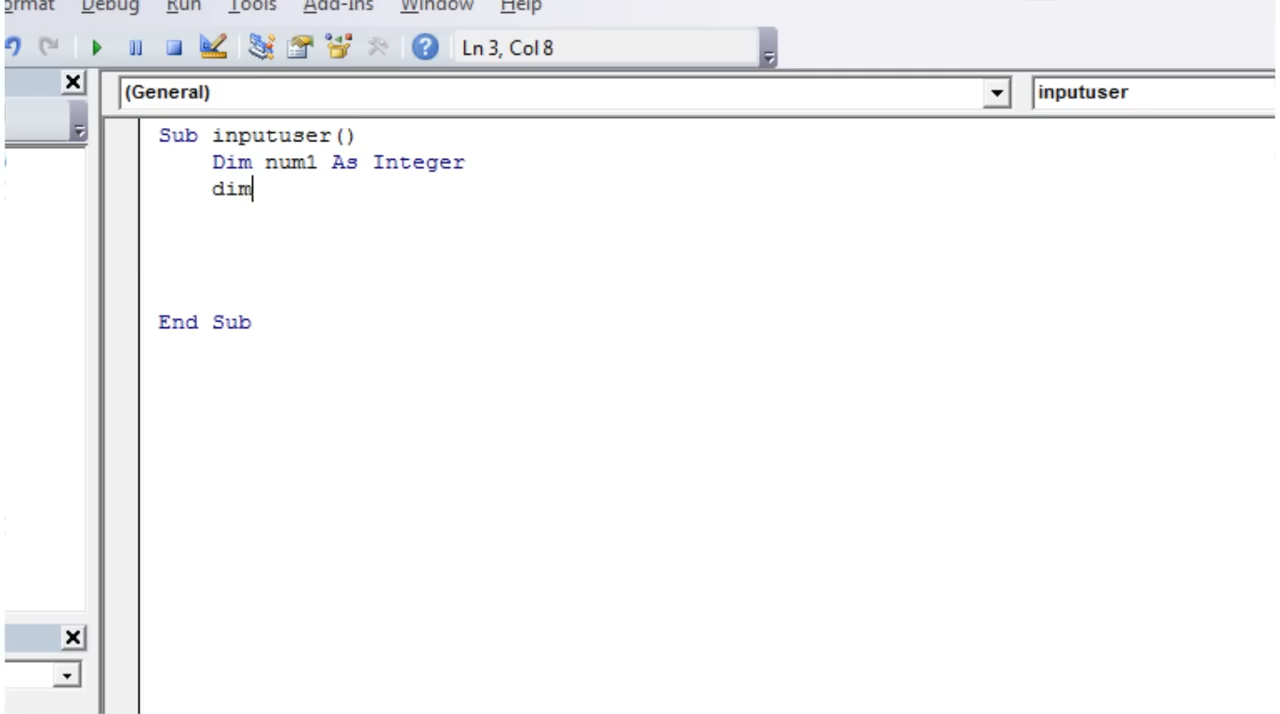 Debug Run Tools Add-Ins Window Help
Ln 3, Col 8
(General) inputuser
Sub inputuser()
Dim num1 As Integer
dim
End Sub